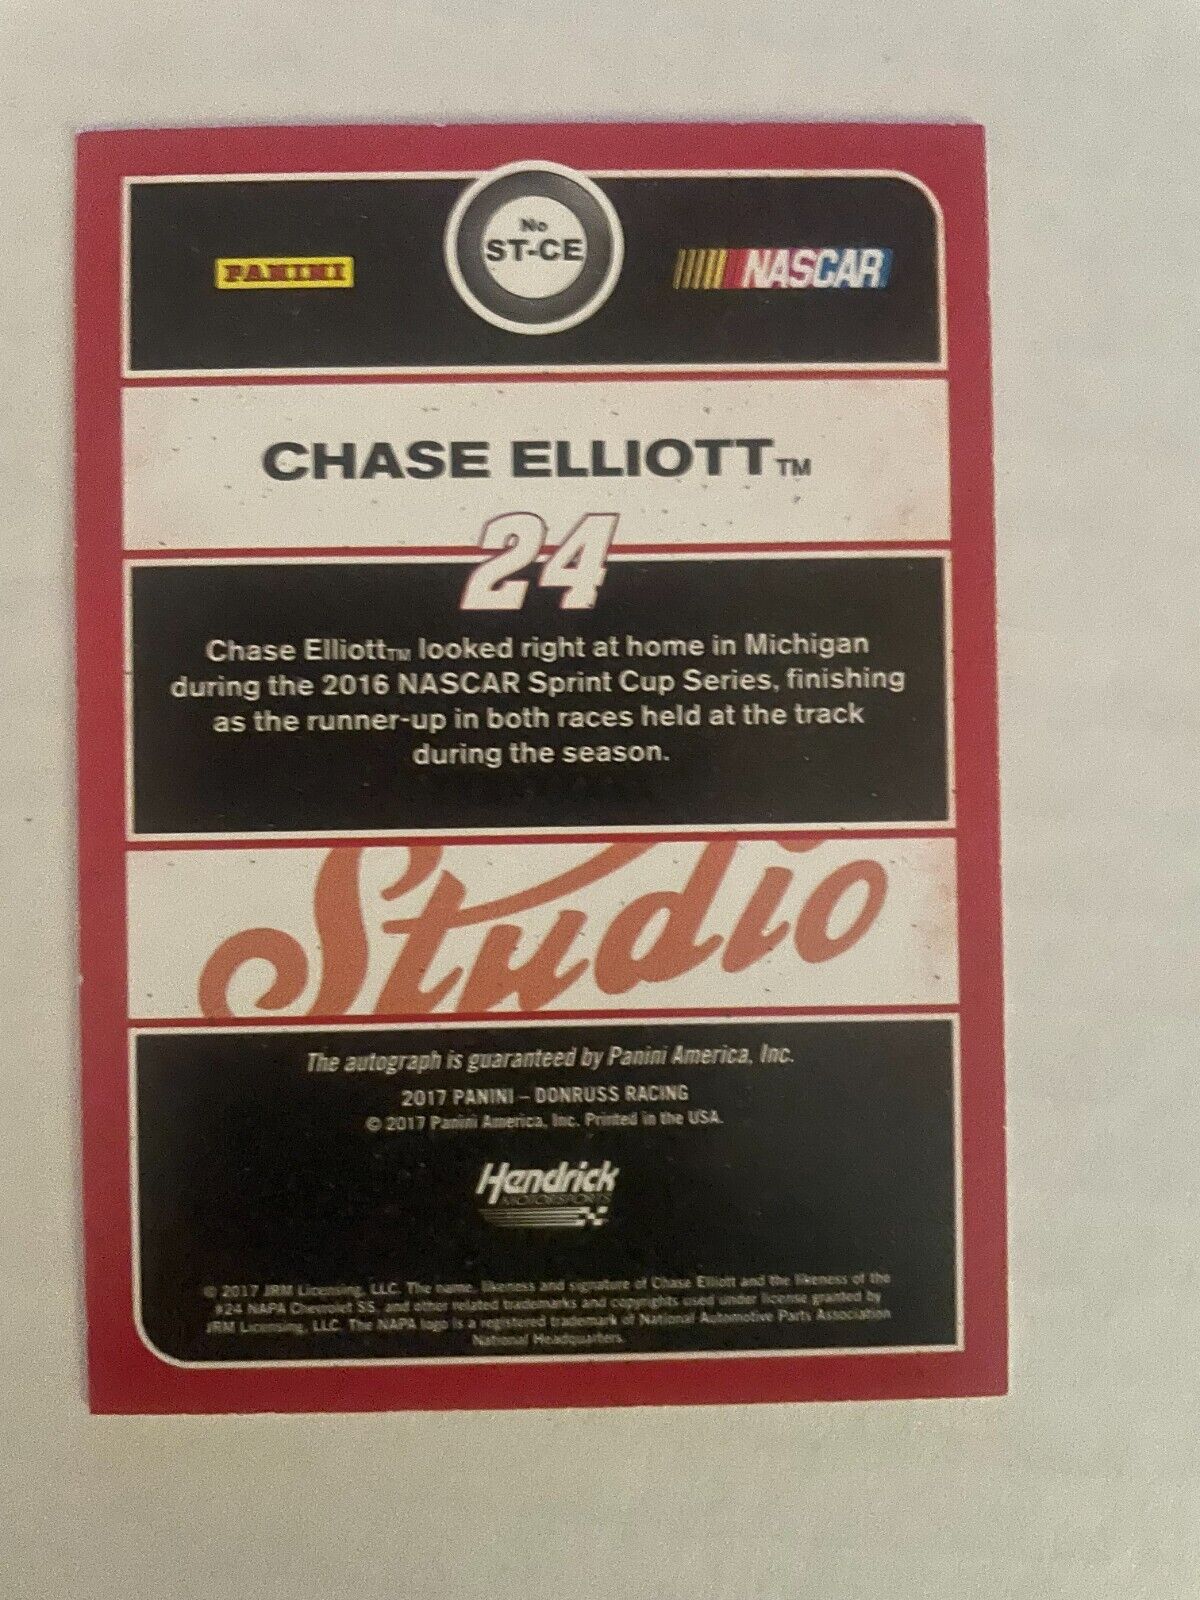 No
ST-CE
PANINI
NASCAR
CHASE ELLIOTT™
24
Chase Elliott™ looked right at home in Michigan
during the 2016 NASCAR Sprint Cup Series, finishing
as the runner-up in both races held at the track
during the season.
Studio
The autograph is guaranteed by Panini America, Inc.
2017 PANINI – DONRUSS RACING
© 2017 Panini America, Inc. Printed in the USA.
Hendrick
MOTORSPORTS
© 2017 JRM Licensing, LLC. The name, likeness and signature of Chase Elliott and the likeness of the
#24 NAPA Chevrolet SS, and other related trademarks and copyrights used under license granted by
JRM Licensing, LLC. The NAPA logo is a registered trademark of National Automotive Parts Association
National Headquarters.